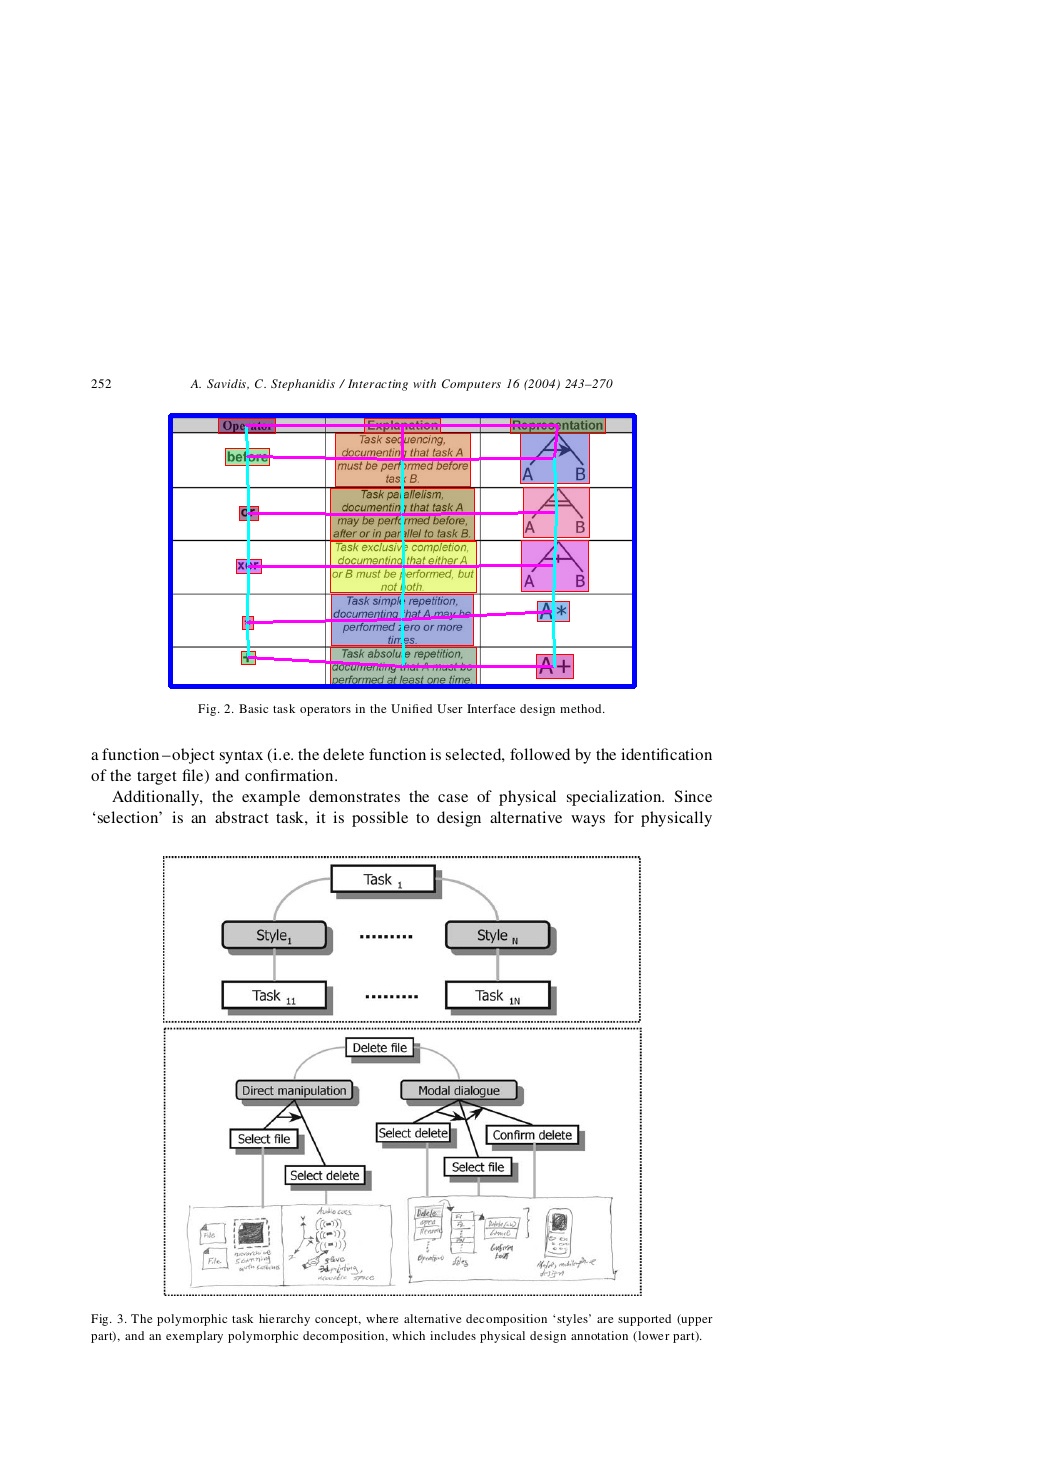 252
A. Savidis, C. Stephanidis / Interacting with Computers 16 (2004) 243–270
Operator Explanation Representation
before
Task sequencing,
documenting that task A
must be performed before
task B.
A B
or
Task parallelism,
documenting that task A
may be performed before,
after or in parallel to task B.
A B
xor
Task exclusive completion,
documenting that either A
or B must be performed, but
not both.
A B
Task simple repetition,
documenting that A may be
performed zero or more
times.
A*
+
Task absolute repetition,
documenting that A must be
performed at least one time.
A+
Fig. 2. Basic task operators in the Unified User Interface design method.
a function–object syntax (i.e. the delete function is selected, followed by the identification
of the target file) and confirmation.
Additionally, the example demonstrates the case of physical specialization. Since
‘selection’ is an abstract task, it is possible to design alternative ways for physically
Task 1
Style1 ......... Style N
Task 11 ......... Task 1N
Delete file
Direct manipulation Modal dialogue
Select file Select delete Confirm delete
Select delete Select file
Audio cues
File
File
Delete
open
Fig. 3. The polymorphic task hierarchy concept, where alternative decomposition ‘styles’ are supported (upper
part), and an exemplary polymorphic decomposition, which includes physical design annotation (lower part).